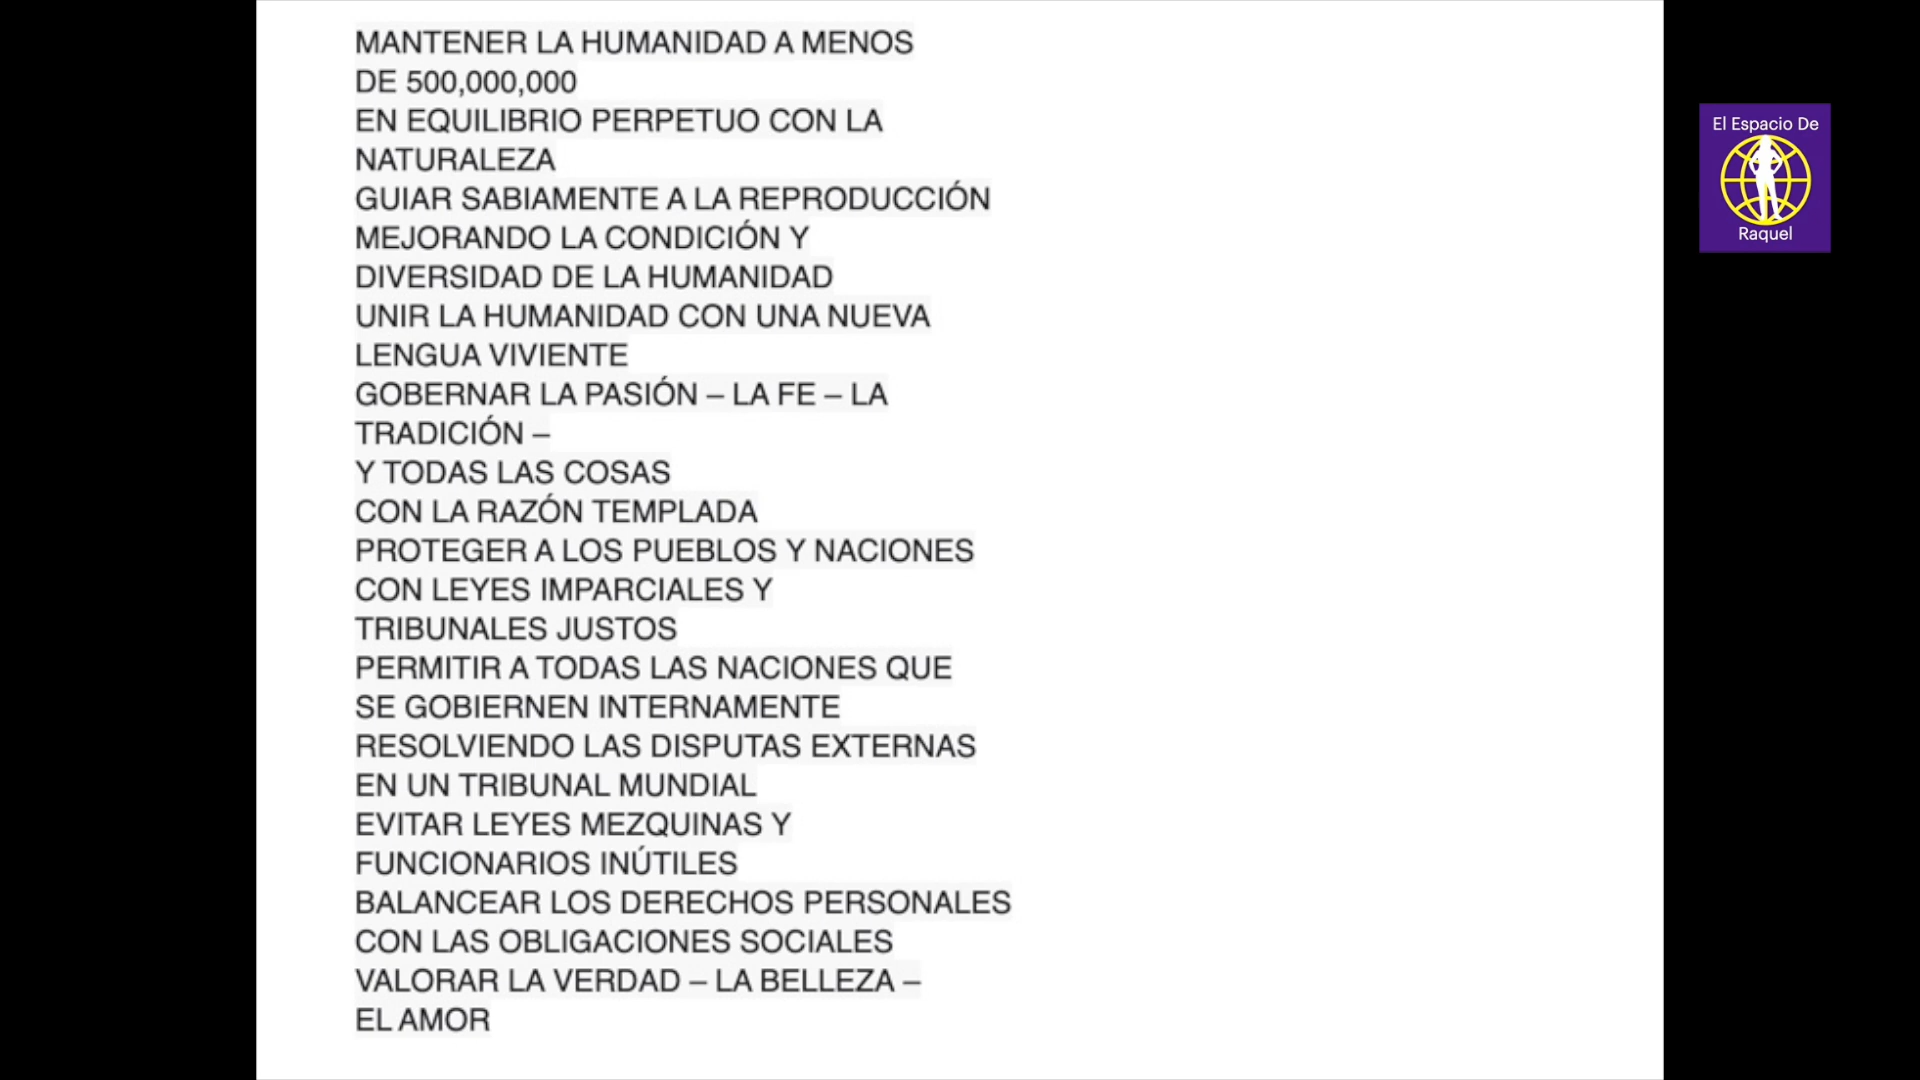 MANTENER LA HUMANIDAD A MENOS
DE 500,000,000
EN EQUILIBRIO PERPETUO CON LA
NATURALEZA
GUIAR SABIAMENTE A LA REPRODUCCIÓN
MEJORANDO LA CONDICIÓN Y
DIVERSIDAD DE LA HUMANIDAD
UNIR LA HUMANIDAD CON UNA NUEVA
LENGUA VIVIENTE
GOBERNAR LA PASIÓN – LA FE – LA
TRADICIÓN –
Y TODAS LAS COSAS
CON LA RAZÓN TEMPLADA
PROTEGER A LOS PUEBLOS Y NACIONES
CON LEYES IMPARCIALES Y
TRIBUNALES JUSTOS
PERMITIR A TODAS LAS NACIONES QUE
SE GOBIERNEN INTERNAMENTE
RESOLVIENDO LAS DISPUTAS EXTERNAS
EN UN TRIBUNAL MUNDIAL
EVITAR LEYES MEZQUINAS Y
FUNCIONARIOS INÚTILES
BALANCEAR LOS DERECHOS PERSONALES
CON LAS OBLIGACIONES SOCIALES
VALORAR LA VERDAD – LA BELLEZA –
EL AMOR
El Espacio De
Raquel